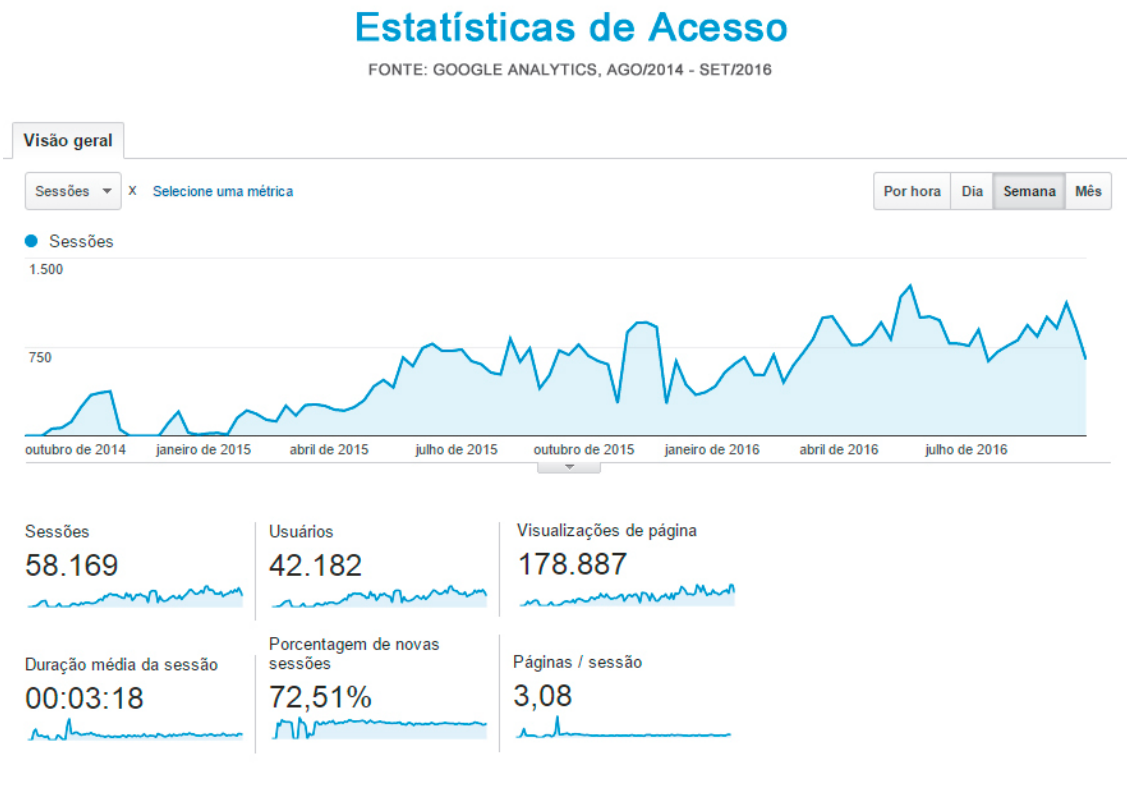 Estatísticas de Acesso
FONTE: GOOGLE ANALYTICS, AGO/2014 - SET/2016
Visão geral
Sessões x Selecione uma métrica
Por hora Dia Semana Mês
Sessões
1.500
750
outubro de 2014 janeiro de 2015 abril de 2015 julho de 2015 outubro de 2015 janeiro de 2016 abril de 2016 julho de 2016
Sessões
58.169
Usuários
42.182
Visualizações de página
178.887
Duração média da sessão
00:03:18
Porcentagem de novas
sessões
72,51%
Páginas / sessão
3,08